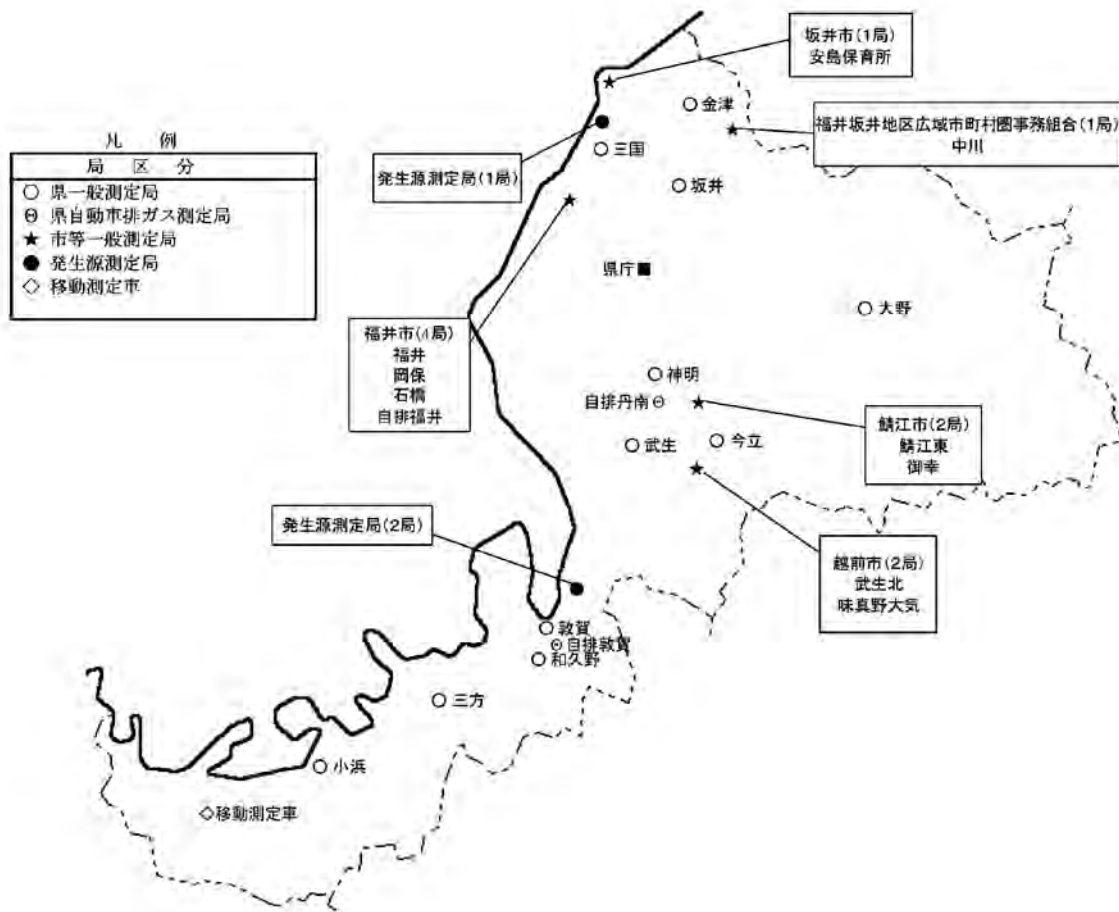 凡 例
局 区 分
○ 県一般測定局
県自動車排ガス測定局
★ 市等一般測定局
● 発生源測定局
◇ 移動測定車
坂井市(1局)
安島保育所
金津
福井坂井地区広域市町村圏事務組合(1局)
中川
発生源測定局(1局)
三国
坂井
県庁
大野
福井市(4局)
福井
岡保
石橋
自排福井
神明
自排丹南
武生
今立
鯖江市(2局)
鯖江東
御幸
発生源測定局(2局)
越前市(2局)
武生北
味真野大気
敦賀
自排敦賀
和久野
三方
小浜
移動測定車